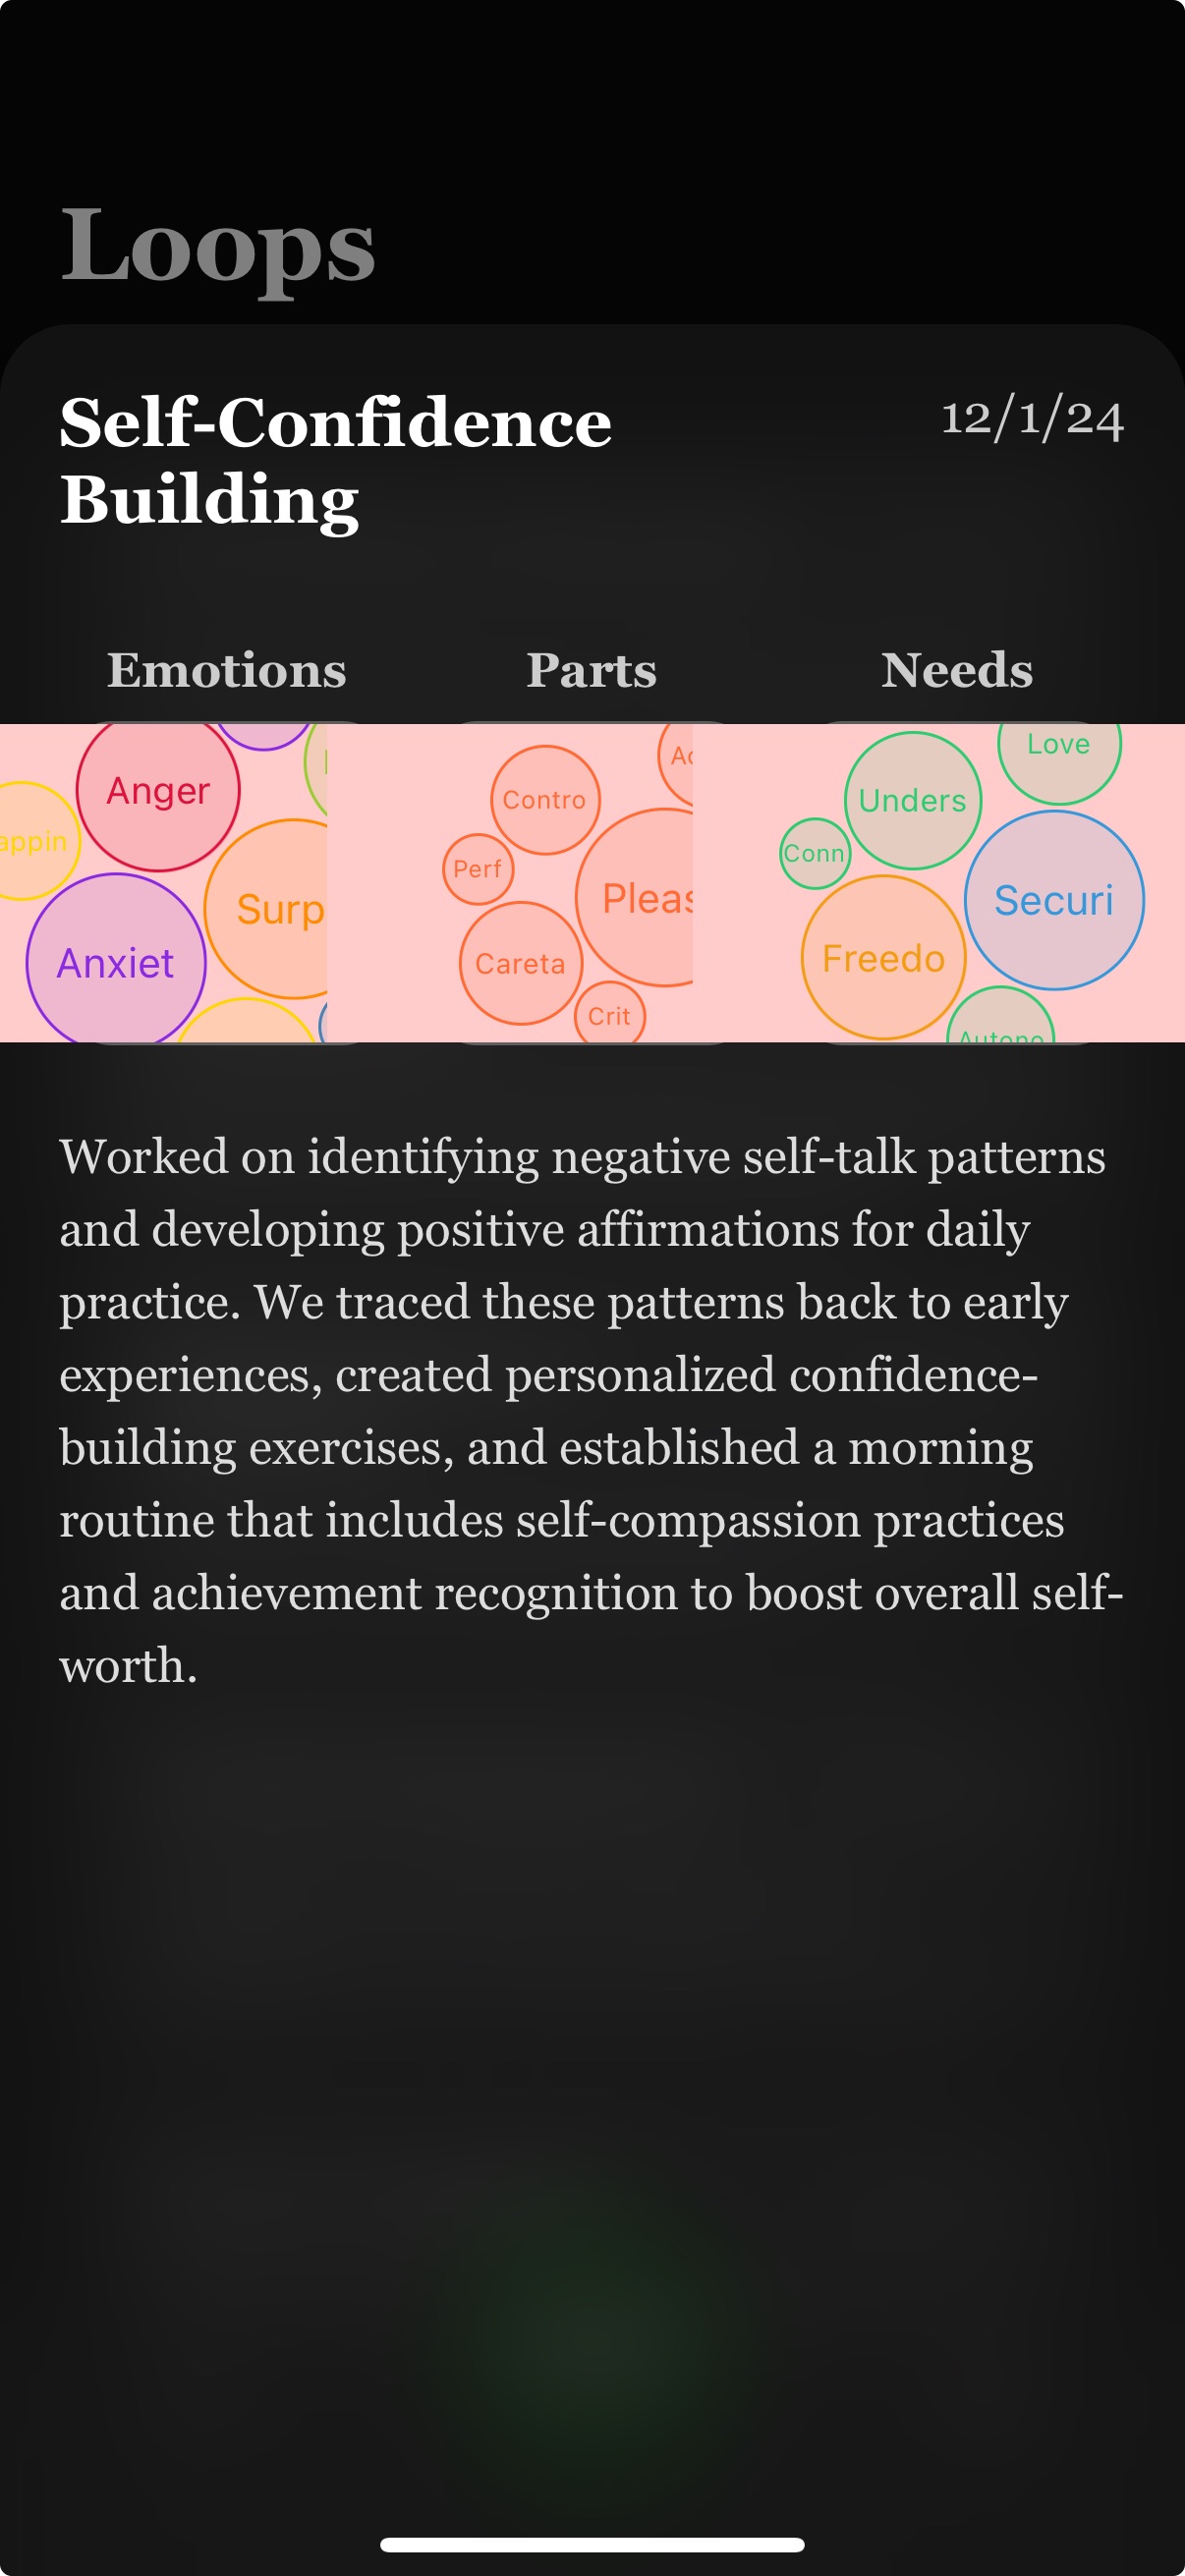 Loops
Self-Confidence
Building
12/1/24
Emotions
Parts
Needs
Anger
appin
Surp
Anxiet
Contro
Ac
Perf
Pleas
Careta
Crit
Love
Unders
Conn
Securi
Freedo
Autono
Worked on identifying negative self-talk patterns
and developing positive affirmations for daily
practice. We traced these patterns back to early
experiences, created personalized confidence-
building exercises, and established a morning
routine that includes self-compassion practices
and achievement recognition to boost overall self-
worth.